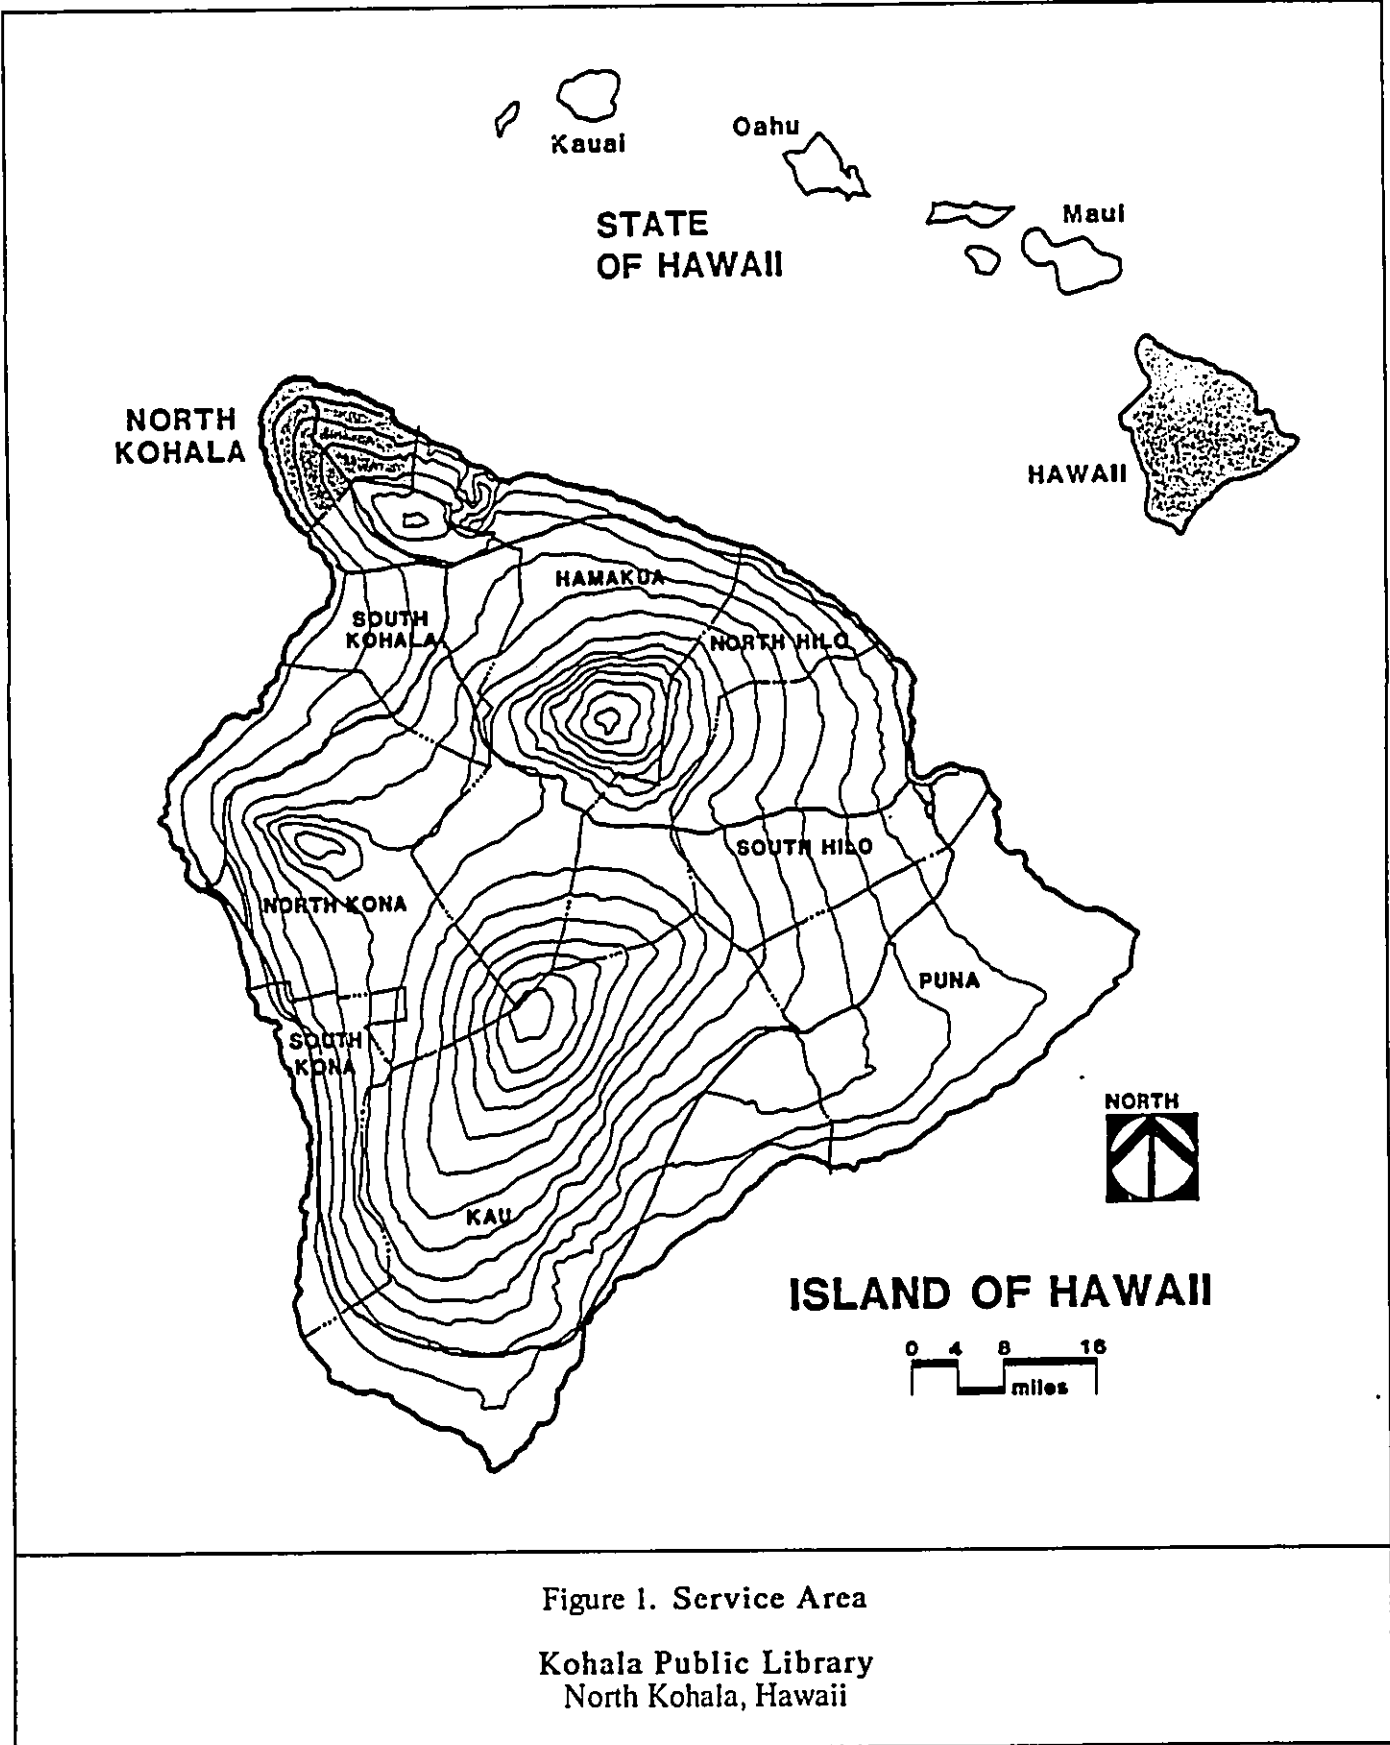 Kauai
Oahu
STATE
OF HAWAII
Maui
NORTH
KOHALA
HAWAII
HAMAKUA
SOUTH
KOHALA
NORTH HILO
SOUTH HILO
NORTH KONA
PUNA
SOUTH
KONA
NORTH
KAU
ISLAND OF HAWAII
0 4 8 16
miles
Figure 1. Service Area
Kohala Public Library
North Kohala, Hawaii